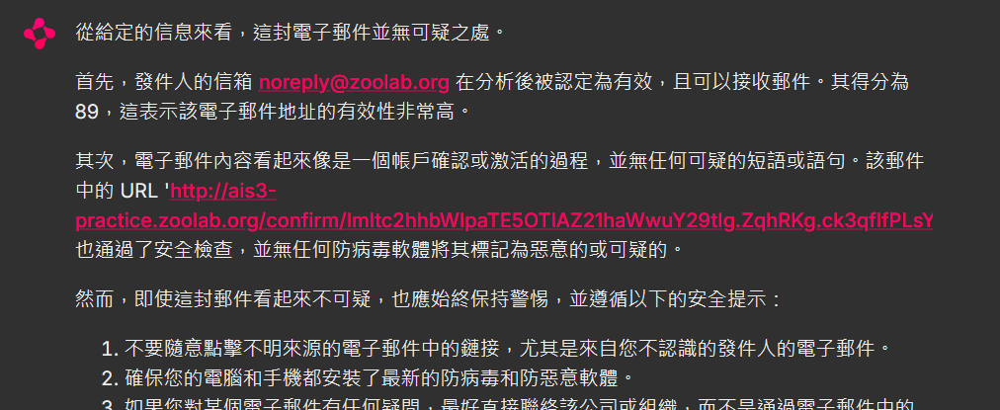 從給定的信息來看，這封電子郵件並無可疑之處。
首先，發件人的信箱 noreply@zoolab.org 在分析後被認定為有效，且可以接收郵件。其得分為
89，這表示該電子郵件地址的有效性非常高。
其次，電子郵件內容看起來像是一個帳戶確認或激活的過程，並無任何可疑的短語或語句。該郵件
中的 URL 'http://ais3-
practice.zoolab.org/confirm/ImItc2hhbWlpaTE5OTlAZ21haWwuY29tIg.ZqhRKg.ck3qfIfPLsY
也通過了安全檢查，並無任何防病毒軟體將其標記為惡意的或可疑的。
然而，即使這封郵件看起來不可疑，也應始終保持警惕，並遵循以下的安全提示：
1. 不要隨意點擊不明來源的電子郵件中的鏈接，尤其是來自您不認識的發件人的電子郵件。
2. 確保您的電腦和手機都安裝了最新的防病毒和防惡意軟體。
3. 如果您對某個電子郵件有任何疑問，最好直接聯絡該公司或組織，而不是通過電子郵件中的